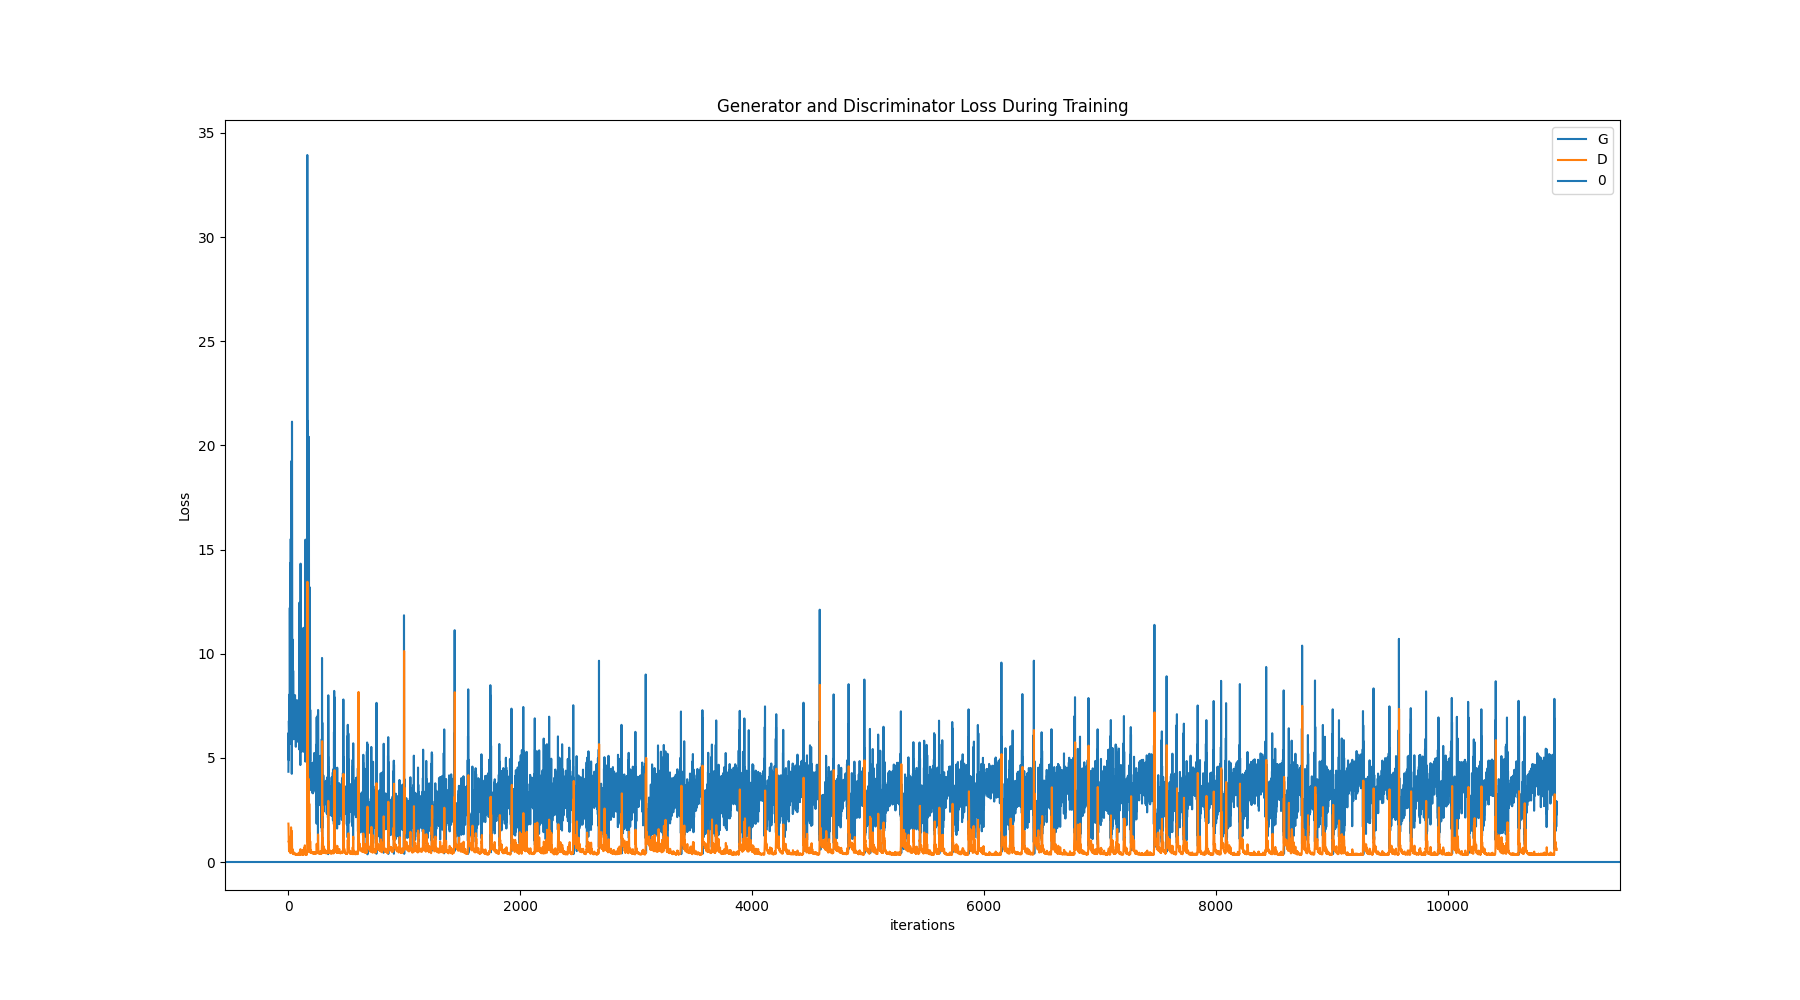 Generator and Discriminator Loss During Training
G
D
0
35
30
25
20
15
10
5
0
Loss
0 2000 4000 6000 8000 10000
iterations